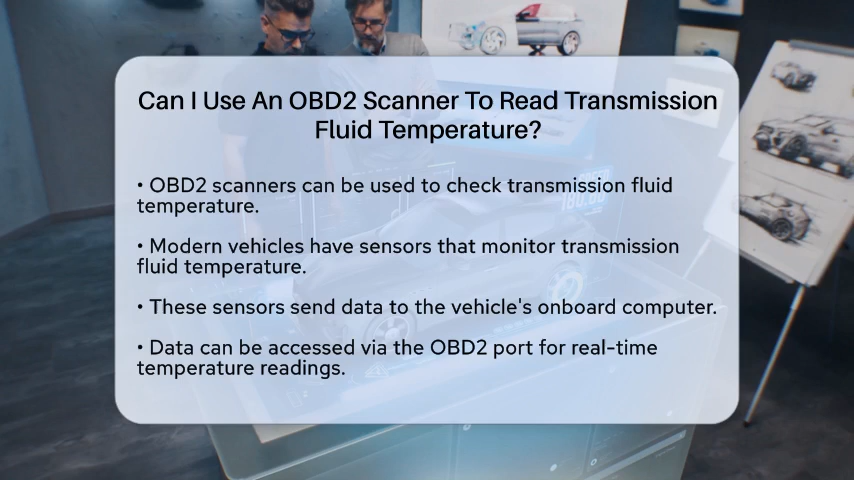 Can I Use An OBD2 Scanner To Read Transmission
Fluid Temperature?
• OBD2 scanners can be used to check transmission fluid
temperature.
• Modern vehicles have sensors that monitor transmission
fluid temperature.
• These sensors send data to the vehicle's onboard computer.
• Data can be accessed via the OBD2 port for real-time
temperature readings.